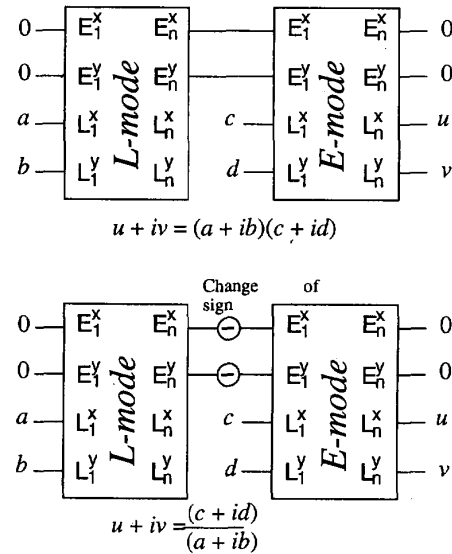 0 E₁ˣ Eₙˣ E₁ˣ Eₙˣ 0
0 E₁ʸ Eₙʸ E₁ʸ Eₙʸ 0
a L₁ˣ Lₙˣ c L₁ˣ Lₙˣ u
b L₁ʸ Lₙʸ d L₁ʸ Lₙʸ v
L-mode E-mode
u + iv = (a + ib)(c + id)
Change of
sign
0 E₁ˣ Eₙˣ − E₁ˣ Eₙˣ 0
0 E₁ʸ Eₙʸ − E₁ʸ Eₙʸ 0
a L₁ˣ Lₙˣ c L₁ˣ Lₙˣ u
b L₁ʸ Lₙʸ d L₁ʸ Lₙʸ v
L-mode E-mode
u + iv = (c + id)
(a + ib)